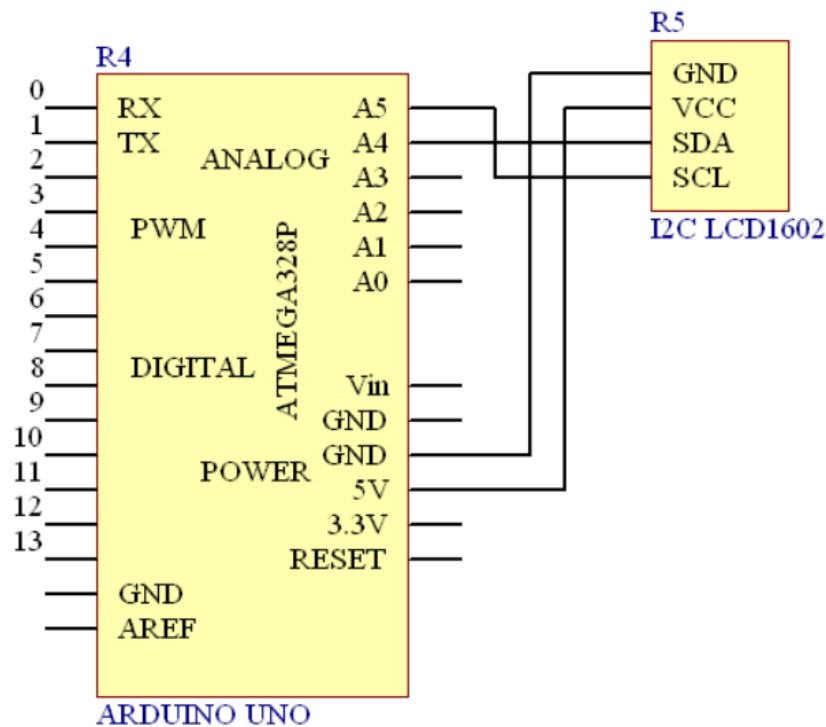 R4
0
1
2
3
4
5
6
7
8
9
10
11
12
13
RX
TX
ANALOG
PWM
ATMEGA328P
DIGITAL
POWER
GND
AREF
A5
A4
A3
A2
A1
A0
Vin
GND
GND
5V
3.3V
RESET
ARDUINO UNO
R5
GND
VCC
SDA
SCL
I2C LCD1602